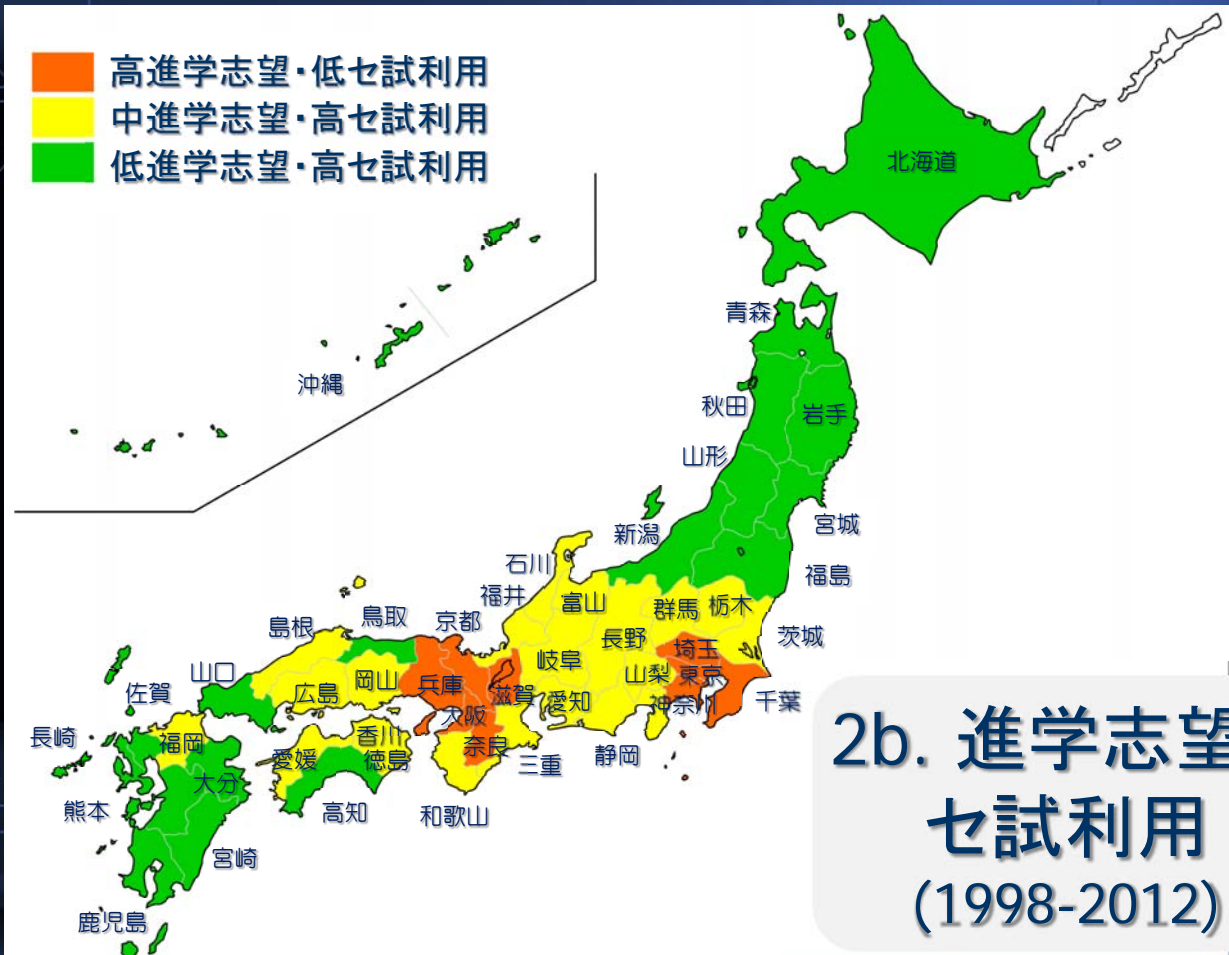 高進学志望・低セ試利用
中進学志望・高セ試利用
低進学志望・高セ試利用
北海道
青森
沖縄
秋田
岩手
山形
宮城
新潟
石川
福島
福井
富山
群馬
栃木
鳥取
京都
島根
長野
埼玉
茨城
岐阜
山口
岡山
兵庫
滋賀
山梨
東京
佐賀
広島
愛知
神奈川
千葉
大阪
長崎
福岡
香川
奈良
愛媛
徳島
三重
静岡
大分
熊本
高知
和歌山
宮崎
鹿児島
2b. 進学志望
セ試利用
(1998-2012)